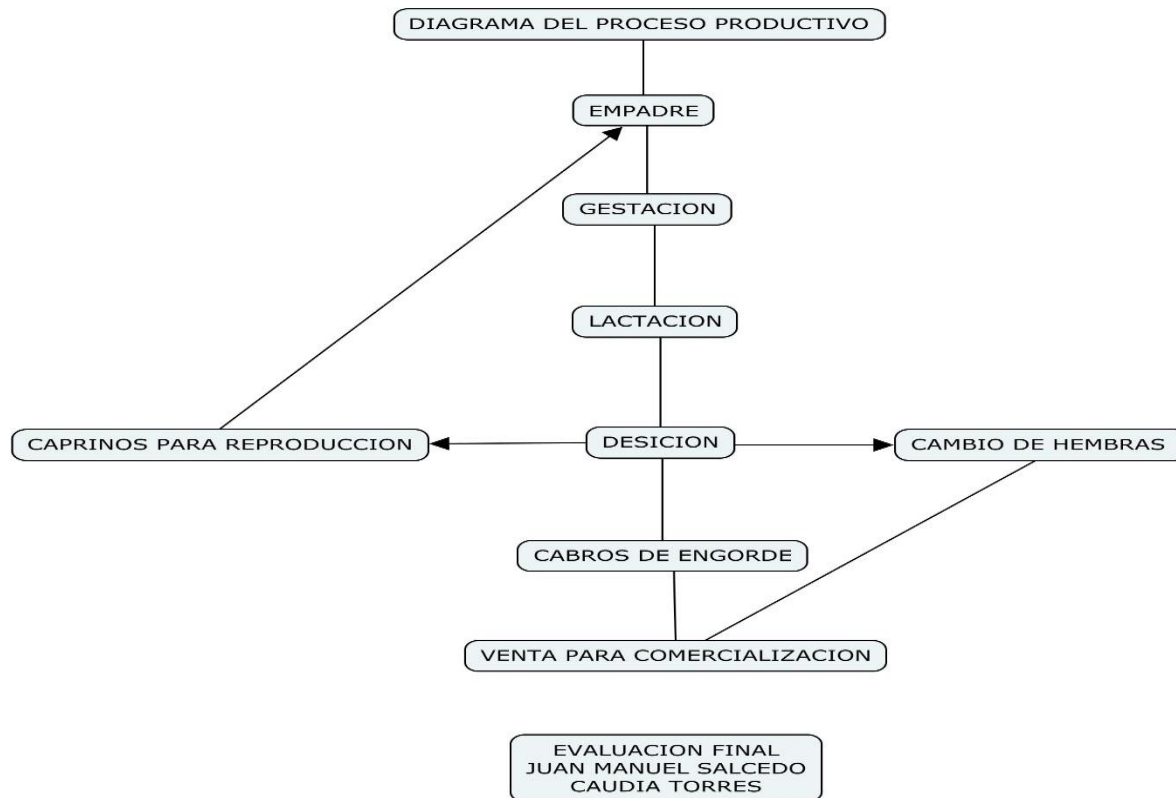 DIAGRAMA DEL PROCESO PRODUCTIVO
EMPADRE
GESTACION
LACTACION
CAPRINOS PARA REPRODUCCION
DESICION
CAMBIO DE HEMBRAS
CABROS DE ENGORDE
VENTA PARA COMERCIALIZACION
EVALUACION FINAL
JUAN MANUEL SALCEDO
CAUDIA TORRES